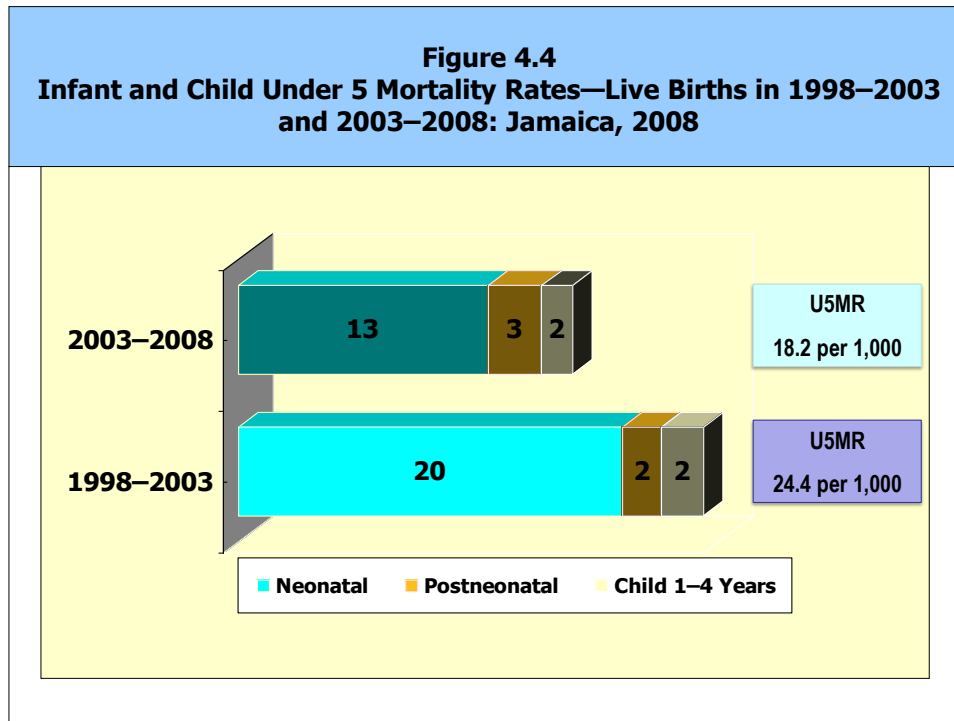 Figure 4.4
Infant and Child Under 5 Mortality Rates—Live Births in 1998–2003
and 2003–2008: Jamaica, 2008
2003–2008
13
3
2
U5MR
18.2 per 1,000
1998–2003
20
2
2
U5MR
24.4 per 1,000
Neonatal
Postneonatal
Child 1–4 Years